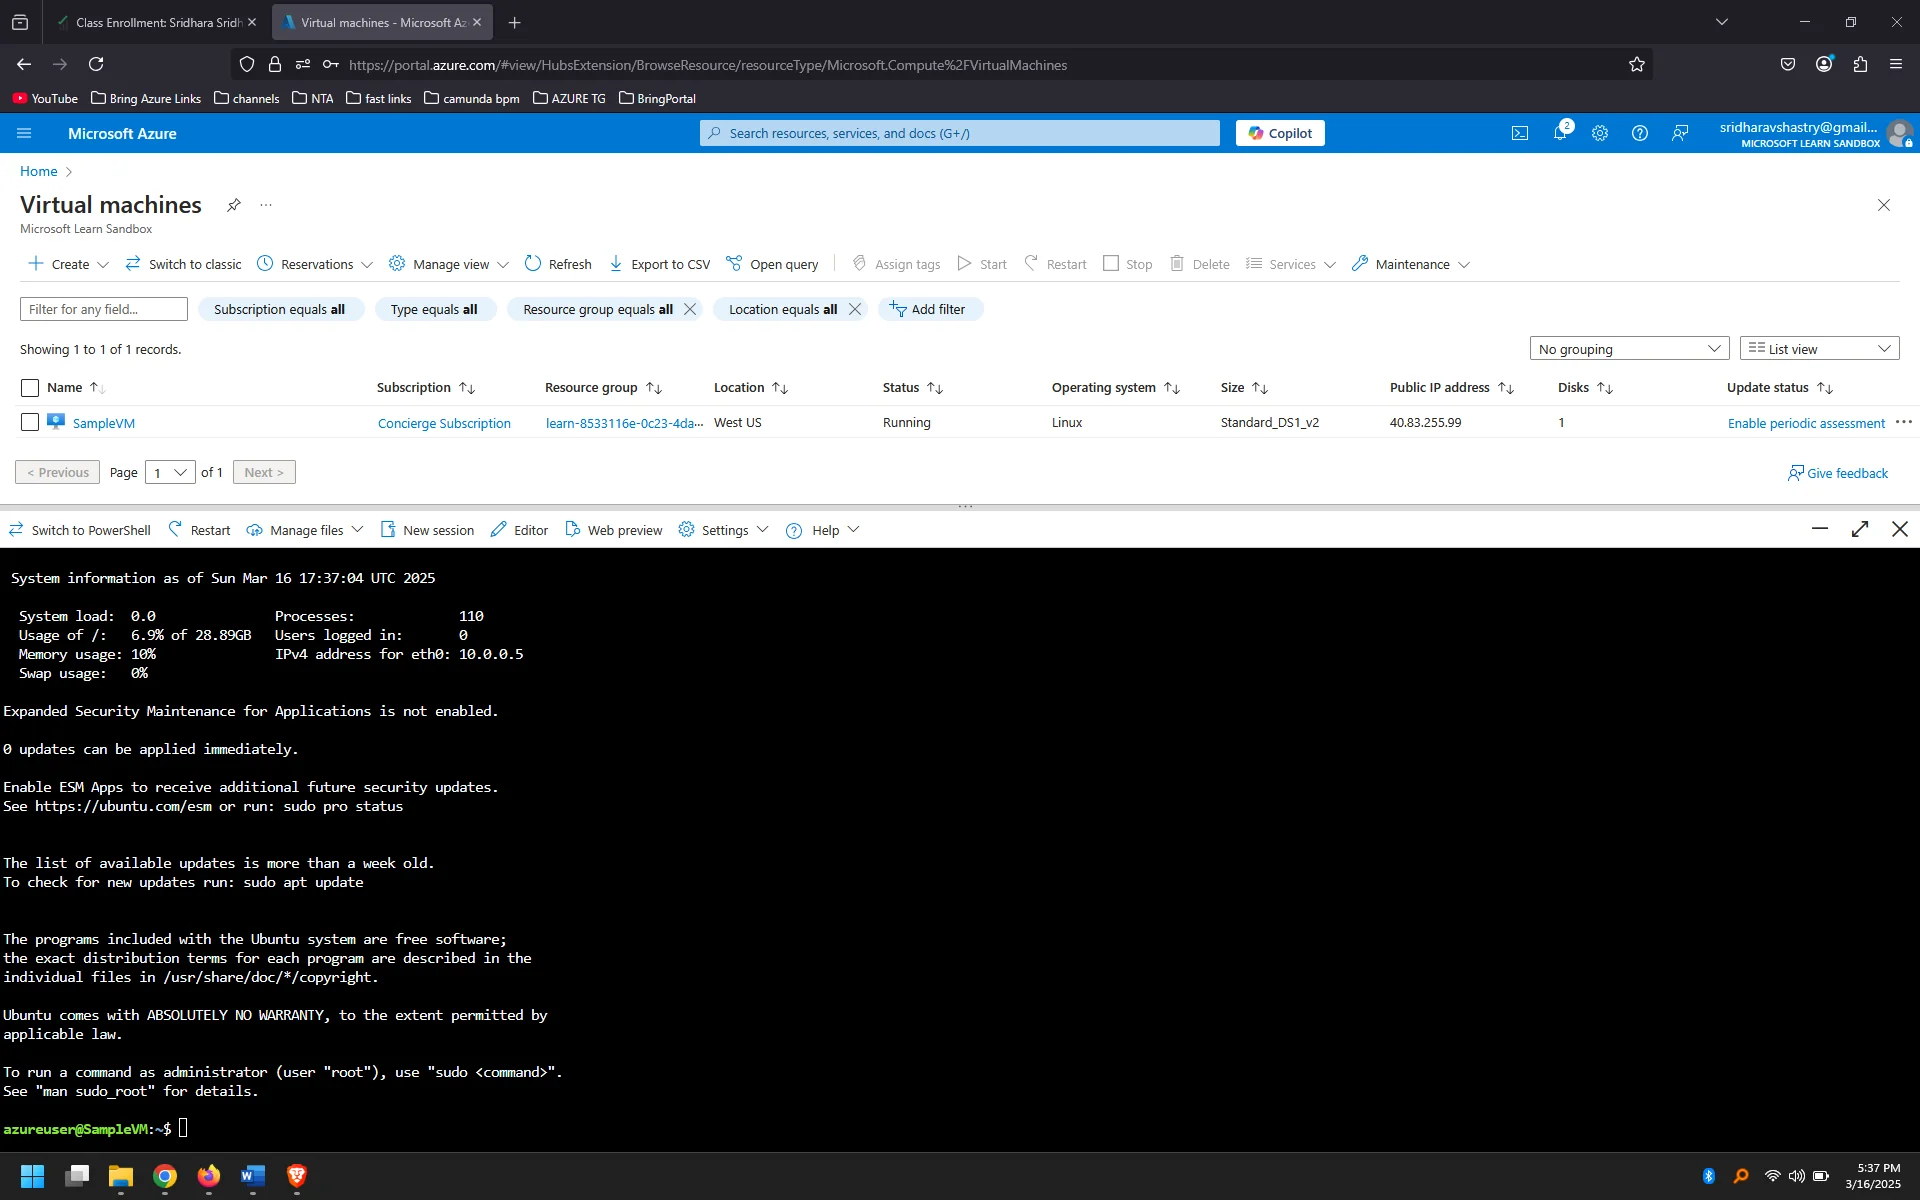 Class Enrollment: Sridhara Sridh
Virtual machines - Microsoft Az
https://portal.azure.com/#view/HubsExtension/BrowseResource/resourceType/Microsoft.Compute%2FVirtualMachines
YouTube Bring Azure Links channels NTA fast links camunda bpm AZURE TG BringPortal
Microsoft Azure
Search resources, services, and docs (G+/)
Copilot
2
sridharavshastry@gmail...
MICROSOFT LEARN SANDBOX
Home
Virtual machines
Microsoft Learn Sandbox
Create Switch to classic Reservations Manage view Refresh Export to CSV Open query Assign tags Start Restart Stop Delete Services Maintenance
Filter for any field... Subscription equals all Type equals all Resource group equals all Location equals all Add filter
Showing 1 to 1 of 1 records.
No grouping List view
Name Subscription Resource group Location Status Operating system Size Public IP address Disks Update status
SampleVM Concierge Subscription learn-8533116e-0c23-4da... West US Running Linux Standard_DS1_v2 40.83.255.99 1 Enable periodic assessment ...
< Previous Page 1 of 1 Next >
Give feedback
Switch to PowerShell Restart Manage files New session Editor Web preview Settings Help
System information as of Sun Mar 16 17:37:04 UTC 2025
System load: 0.0 Processes: 110
Usage of /: 6.9% of 28.89GB Users logged in: 0
Memory usage: 10% IPv4 address for eth0: 10.0.0.5
Swap usage: 0%
Expanded Security Maintenance for Applications is not enabled.
0 updates can be applied immediately.
Enable ESM Apps to receive additional future security updates.
See https://ubuntu.com/esm or run: sudo pro status
The list of available updates is more than a week old.
To check for new updates run: sudo apt update
The programs included with the Ubuntu system are free software;
the exact distribution terms for each program are described in the
individual files in /usr/share/doc/*/copyright.
Ubuntu comes with ABSOLUTELY NO WARRANTY, to the extent permitted by
applicable law.
To run a command as administrator (user "root"), use "sudo <command>".
See "man sudo_root" for details.
azureuser@SampleVM:~$
5:37 PM
3/16/2025